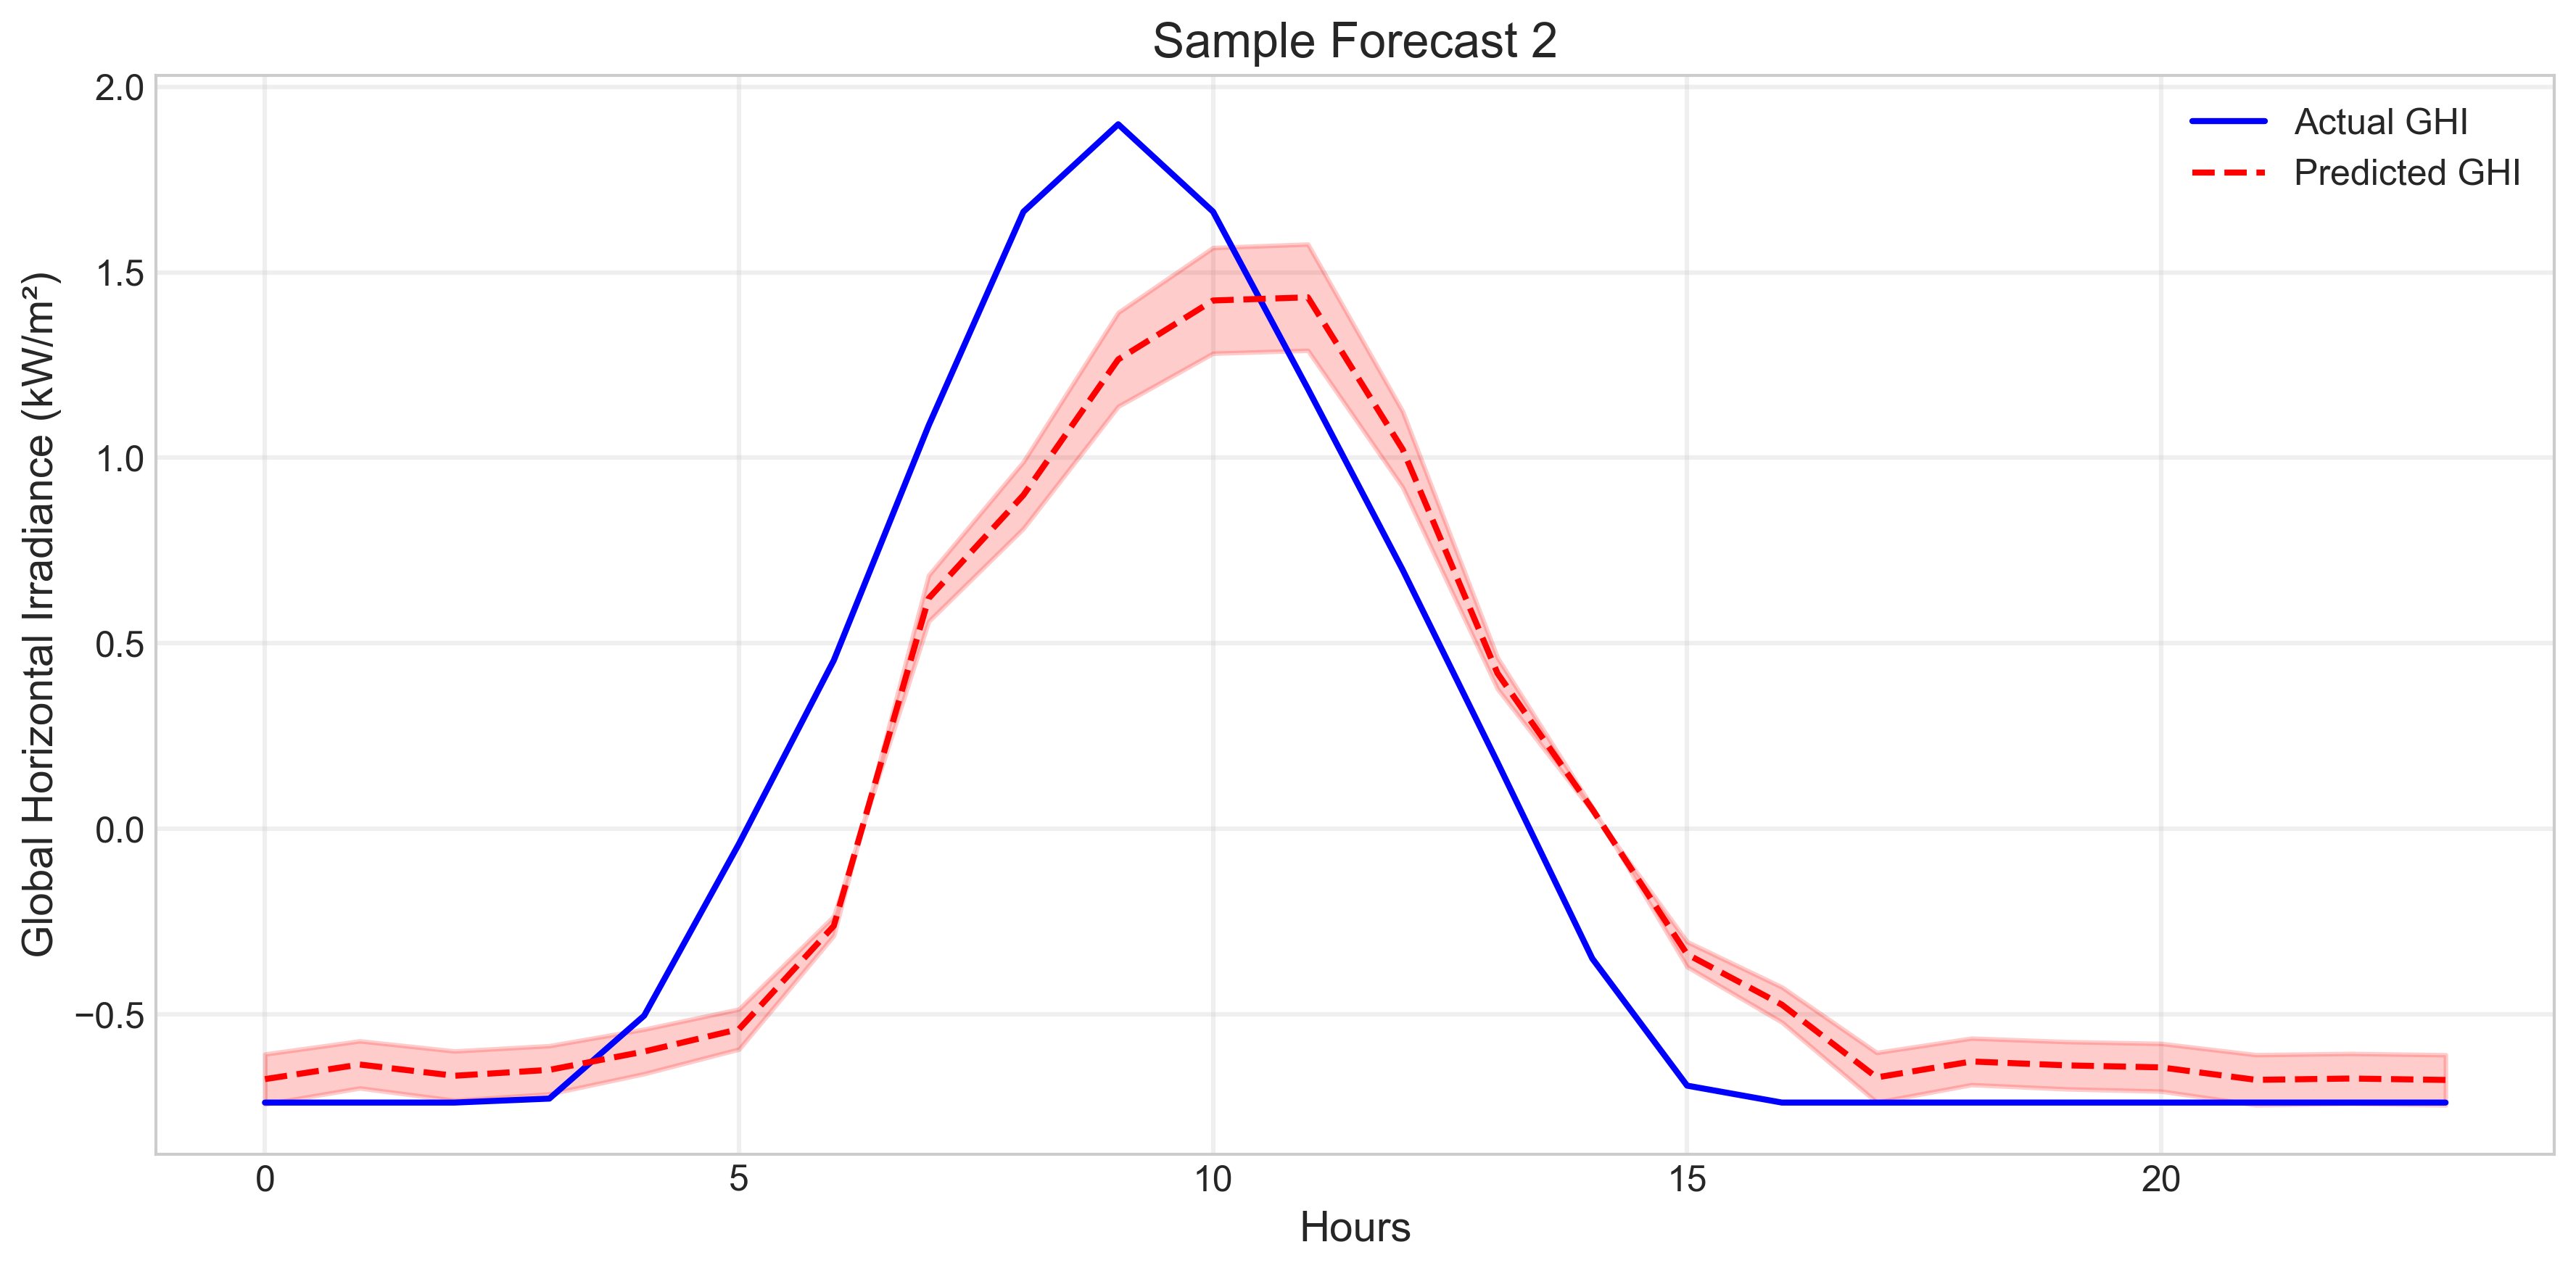 Sample Forecast 2
Global Horizontal Irradiance (kW/m²)
2.0
1.5
1.0
0.5
0.0
−0.5
Actual GHI
Predicted GHI
0 5 10 15 20
Hours